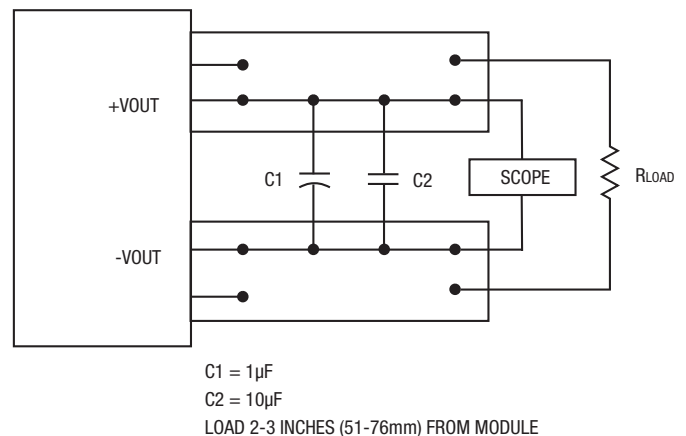 +VOUT
C1
C2
SCOPE
RLOAD
-VOUT
C1 = 1µF
C2 = 10µF
LOAD 2-3 INCHES (51-76mm) FROM MODULE